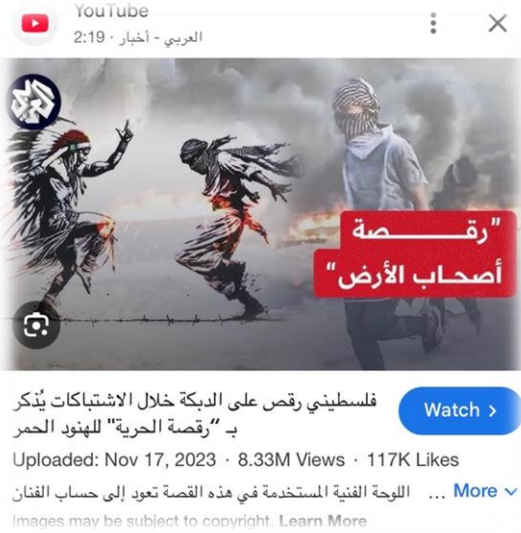 YouTube
العربي - أخبار · 2:19
"رقـــــصة
أصحاب الأرض"
فلسطيني رقص على الدبكة خلال الاشتباكات يُذكر
بـ "رقصة الحرية" للهنود الحمر
Watch
Uploaded: Nov 17, 2023 · 8.33M Views · 117K Likes
اللوحة الفنية المستخدمة في هذه القصة تعود إلى حساب الفنان ... More
Images may be subject to copyright. Learn More